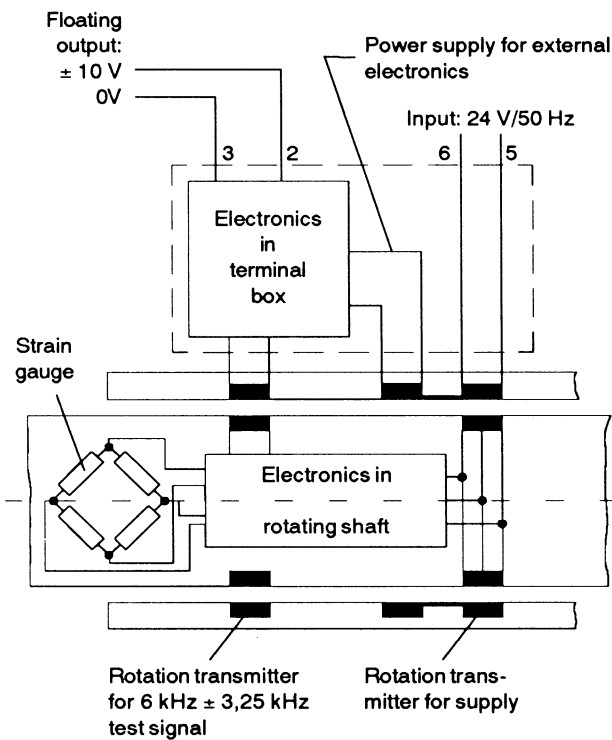 Floating
output:
± 10 V
0V
Power supply for external
electronics
Input: 24 V/50 Hz
3
2
6
5
Electronics
in
terminal
box
Strain
gauge
Electronics in
rotating shaft
Rotation transmitter
for 6 kHz ± 3,25 kHz
test signal
Rotation trans-
mitter for supply